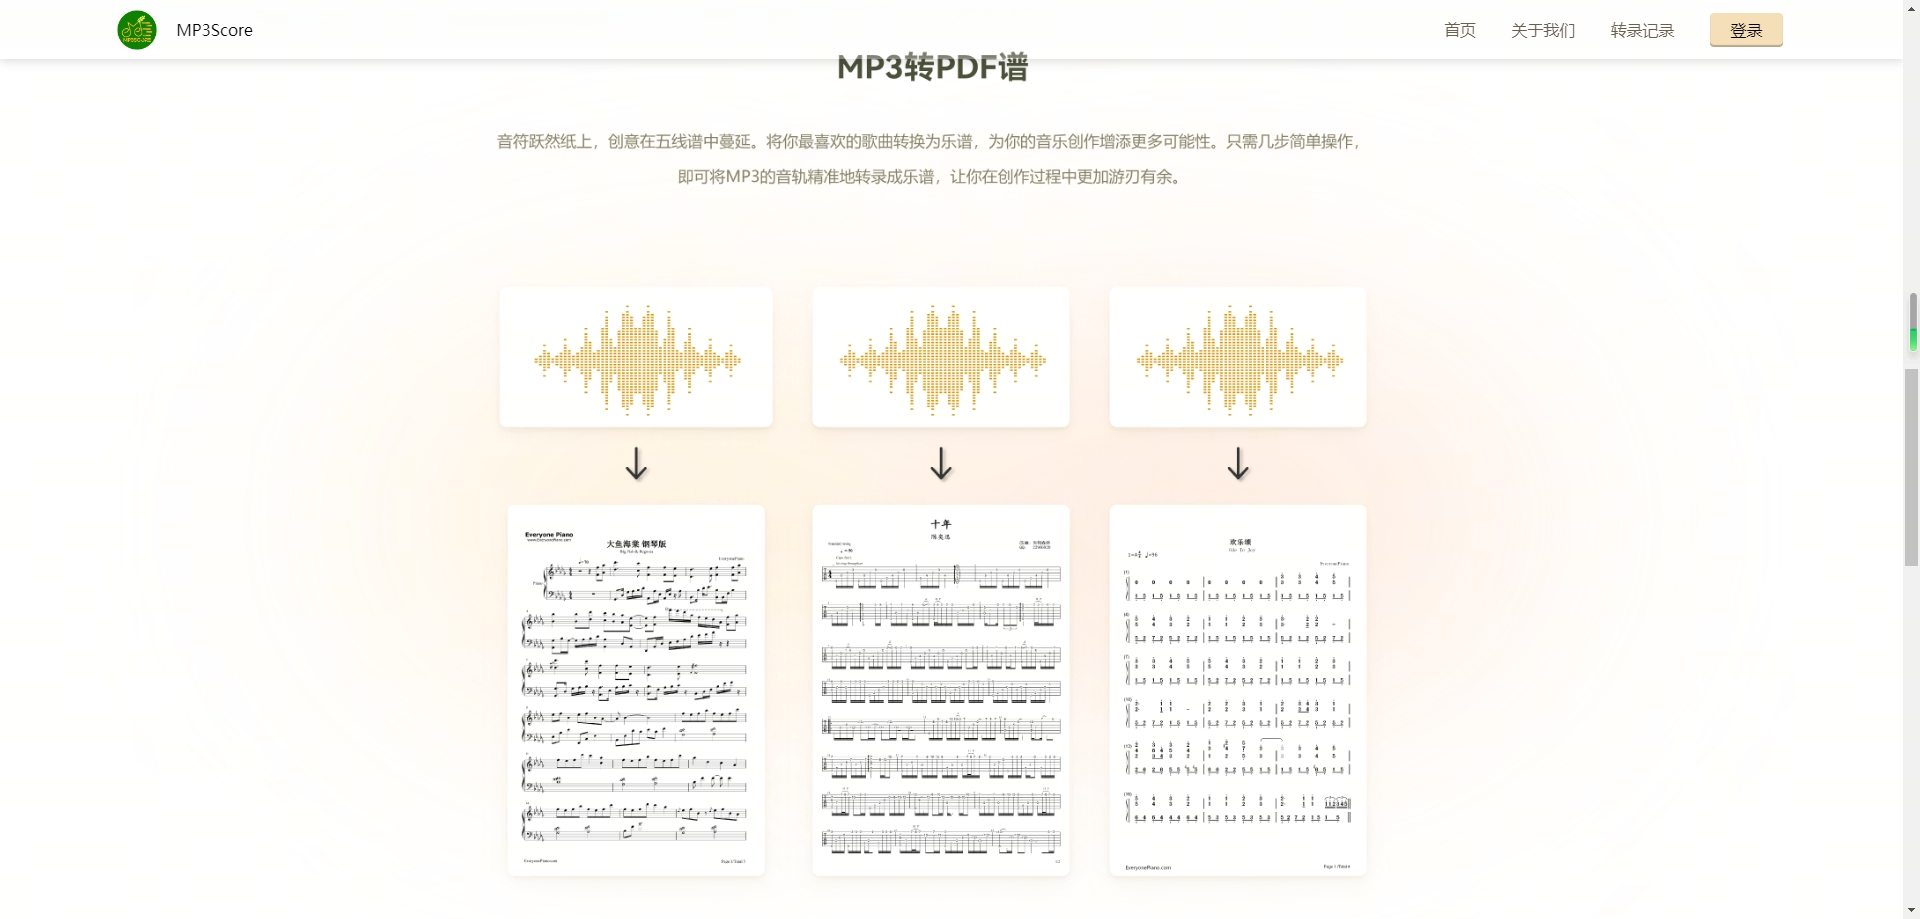 MP3Score
首页
关于我们
转录记录
登录
MP3转PDF谱
音符跃然纸上，创意在五线谱中蔓延。将你最喜欢的歌曲转换为乐谱，为你的音乐创作增添更多可能性。只需几步简单操作，
即可将MP3的音轨精准地转录成乐谱，让你在创作过程中更加游刃有余。
Everyone Piano
www.EveryonePiano.com
大鱼海棠 钢琴版
EveryonePiano.com
十年
陈奕迅
欢乐颂
Ode To Joy
EveryonePiano
EveryonePiano.com